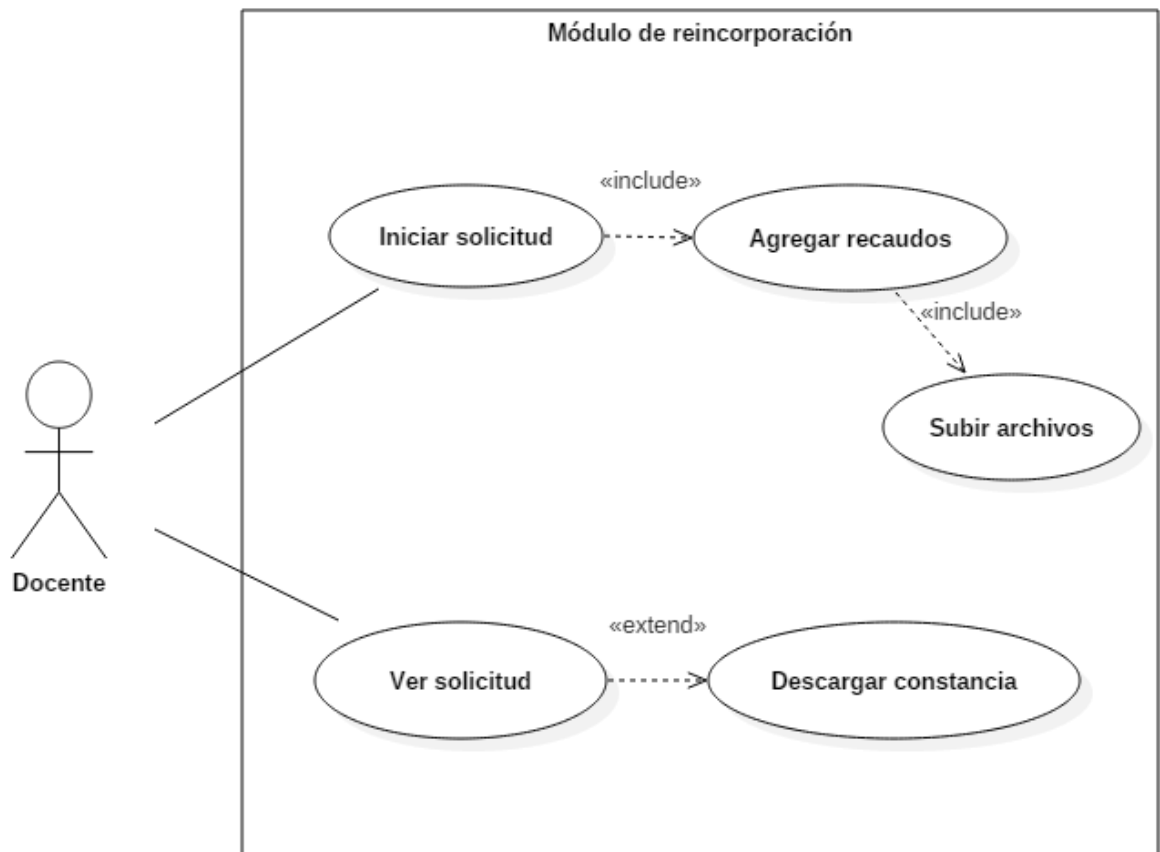 Módulo de reincorporación
«include»
Iniciar solicitud
Agregar recaudos
«include»
Subir archivos
Docente
«extend»
Ver solicitud
Descargar constancia